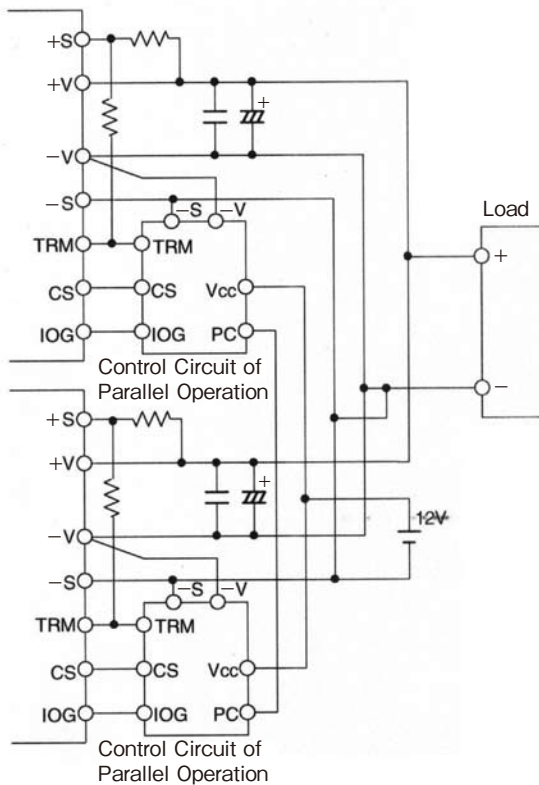 +S
+V
+
−V
−S
−S
−V
Load
TRM
TRM
+
CS
CS
Vcc
IOG
IOG
PC
Control Circuit of
Parallel Operation
−
+S
+V
+
12V
−V
−S
−S
−V
TRM
TRM
CS
CS
Vcc
IOG
IOG
PC
Control Circuit of
Parallel Operation